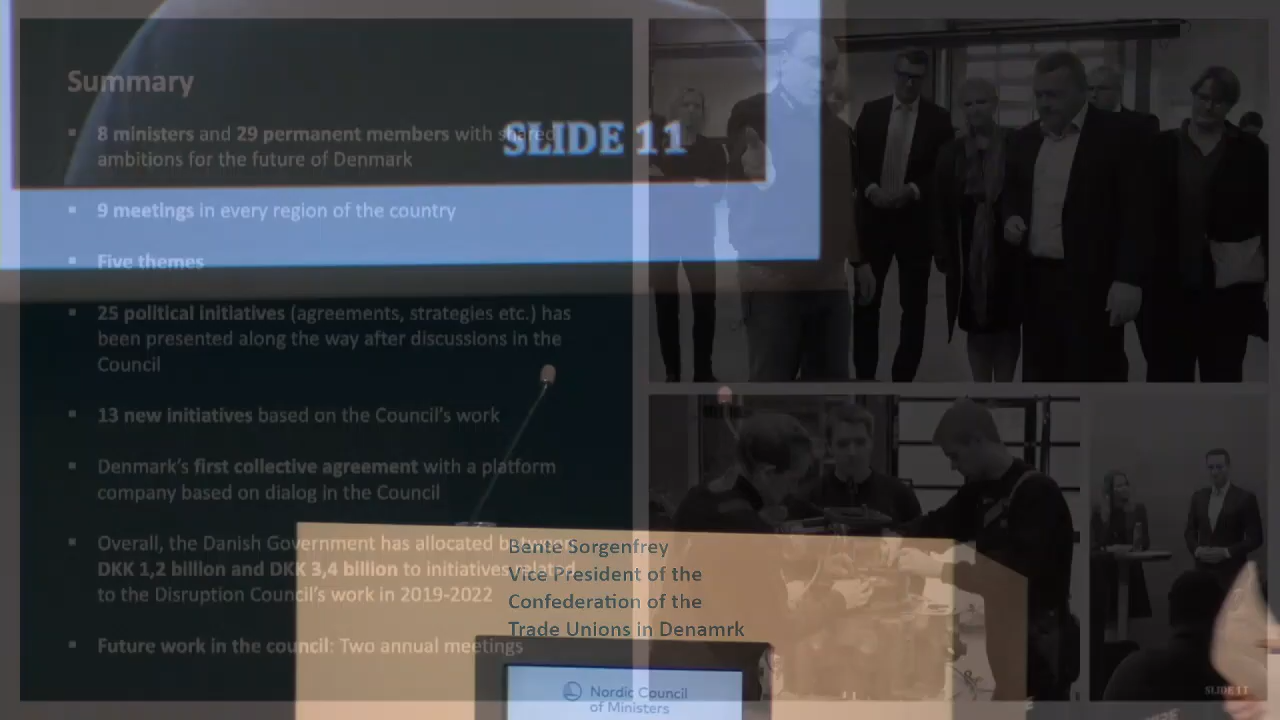 Summary
8 ministers and 29 permanent members with shared
ambitions for the future of Denmark
SLIDE 11
9 meetings in every region of the country
Five themes
25 political initiatives (agreements, strategies etc.) has
been presented along the way after discussions in the
Council
13 new initiatives based on the Council's work
Denmark's first collective agreement with a platform
company based on dialog in the Council
Overall, the Danish Government has allocated between
DKK 1,2 billion and DKK 3,4 billion to initiatives related
to the Disruption Council's work in 2019-2022
Future work in the council: Two annual meetings
Bente Sorgenfrey
Vice President of the
Confederation of the
Trade Unions in Denamrk
Nordic Council
of Ministers
SLIDE 11